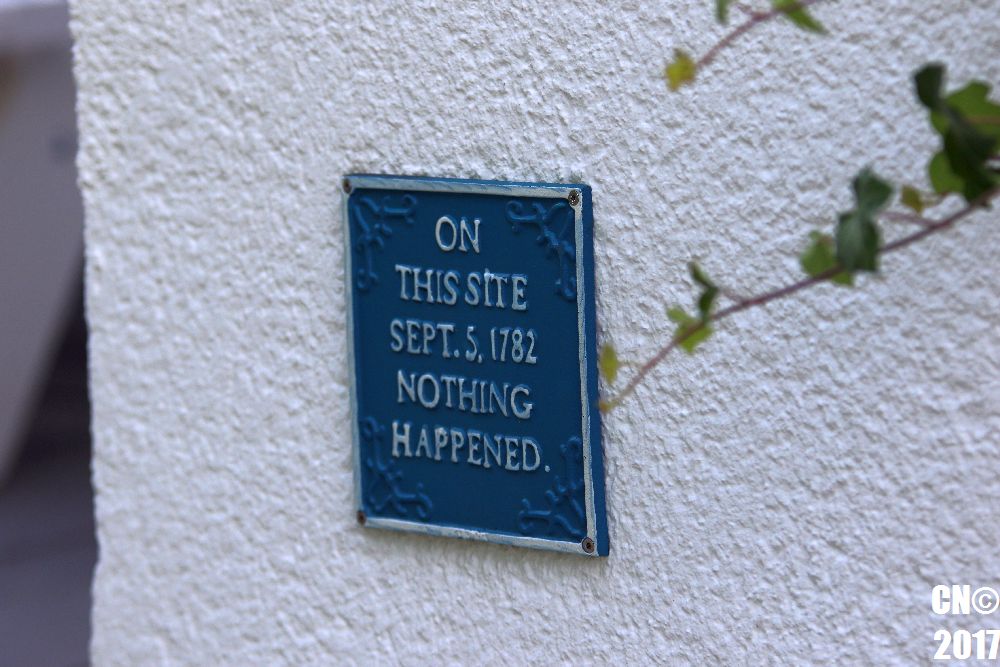 ON
THIS SITE
SEPT. 5, 1782
NOTHING
HAPPENED.
CN©
2017